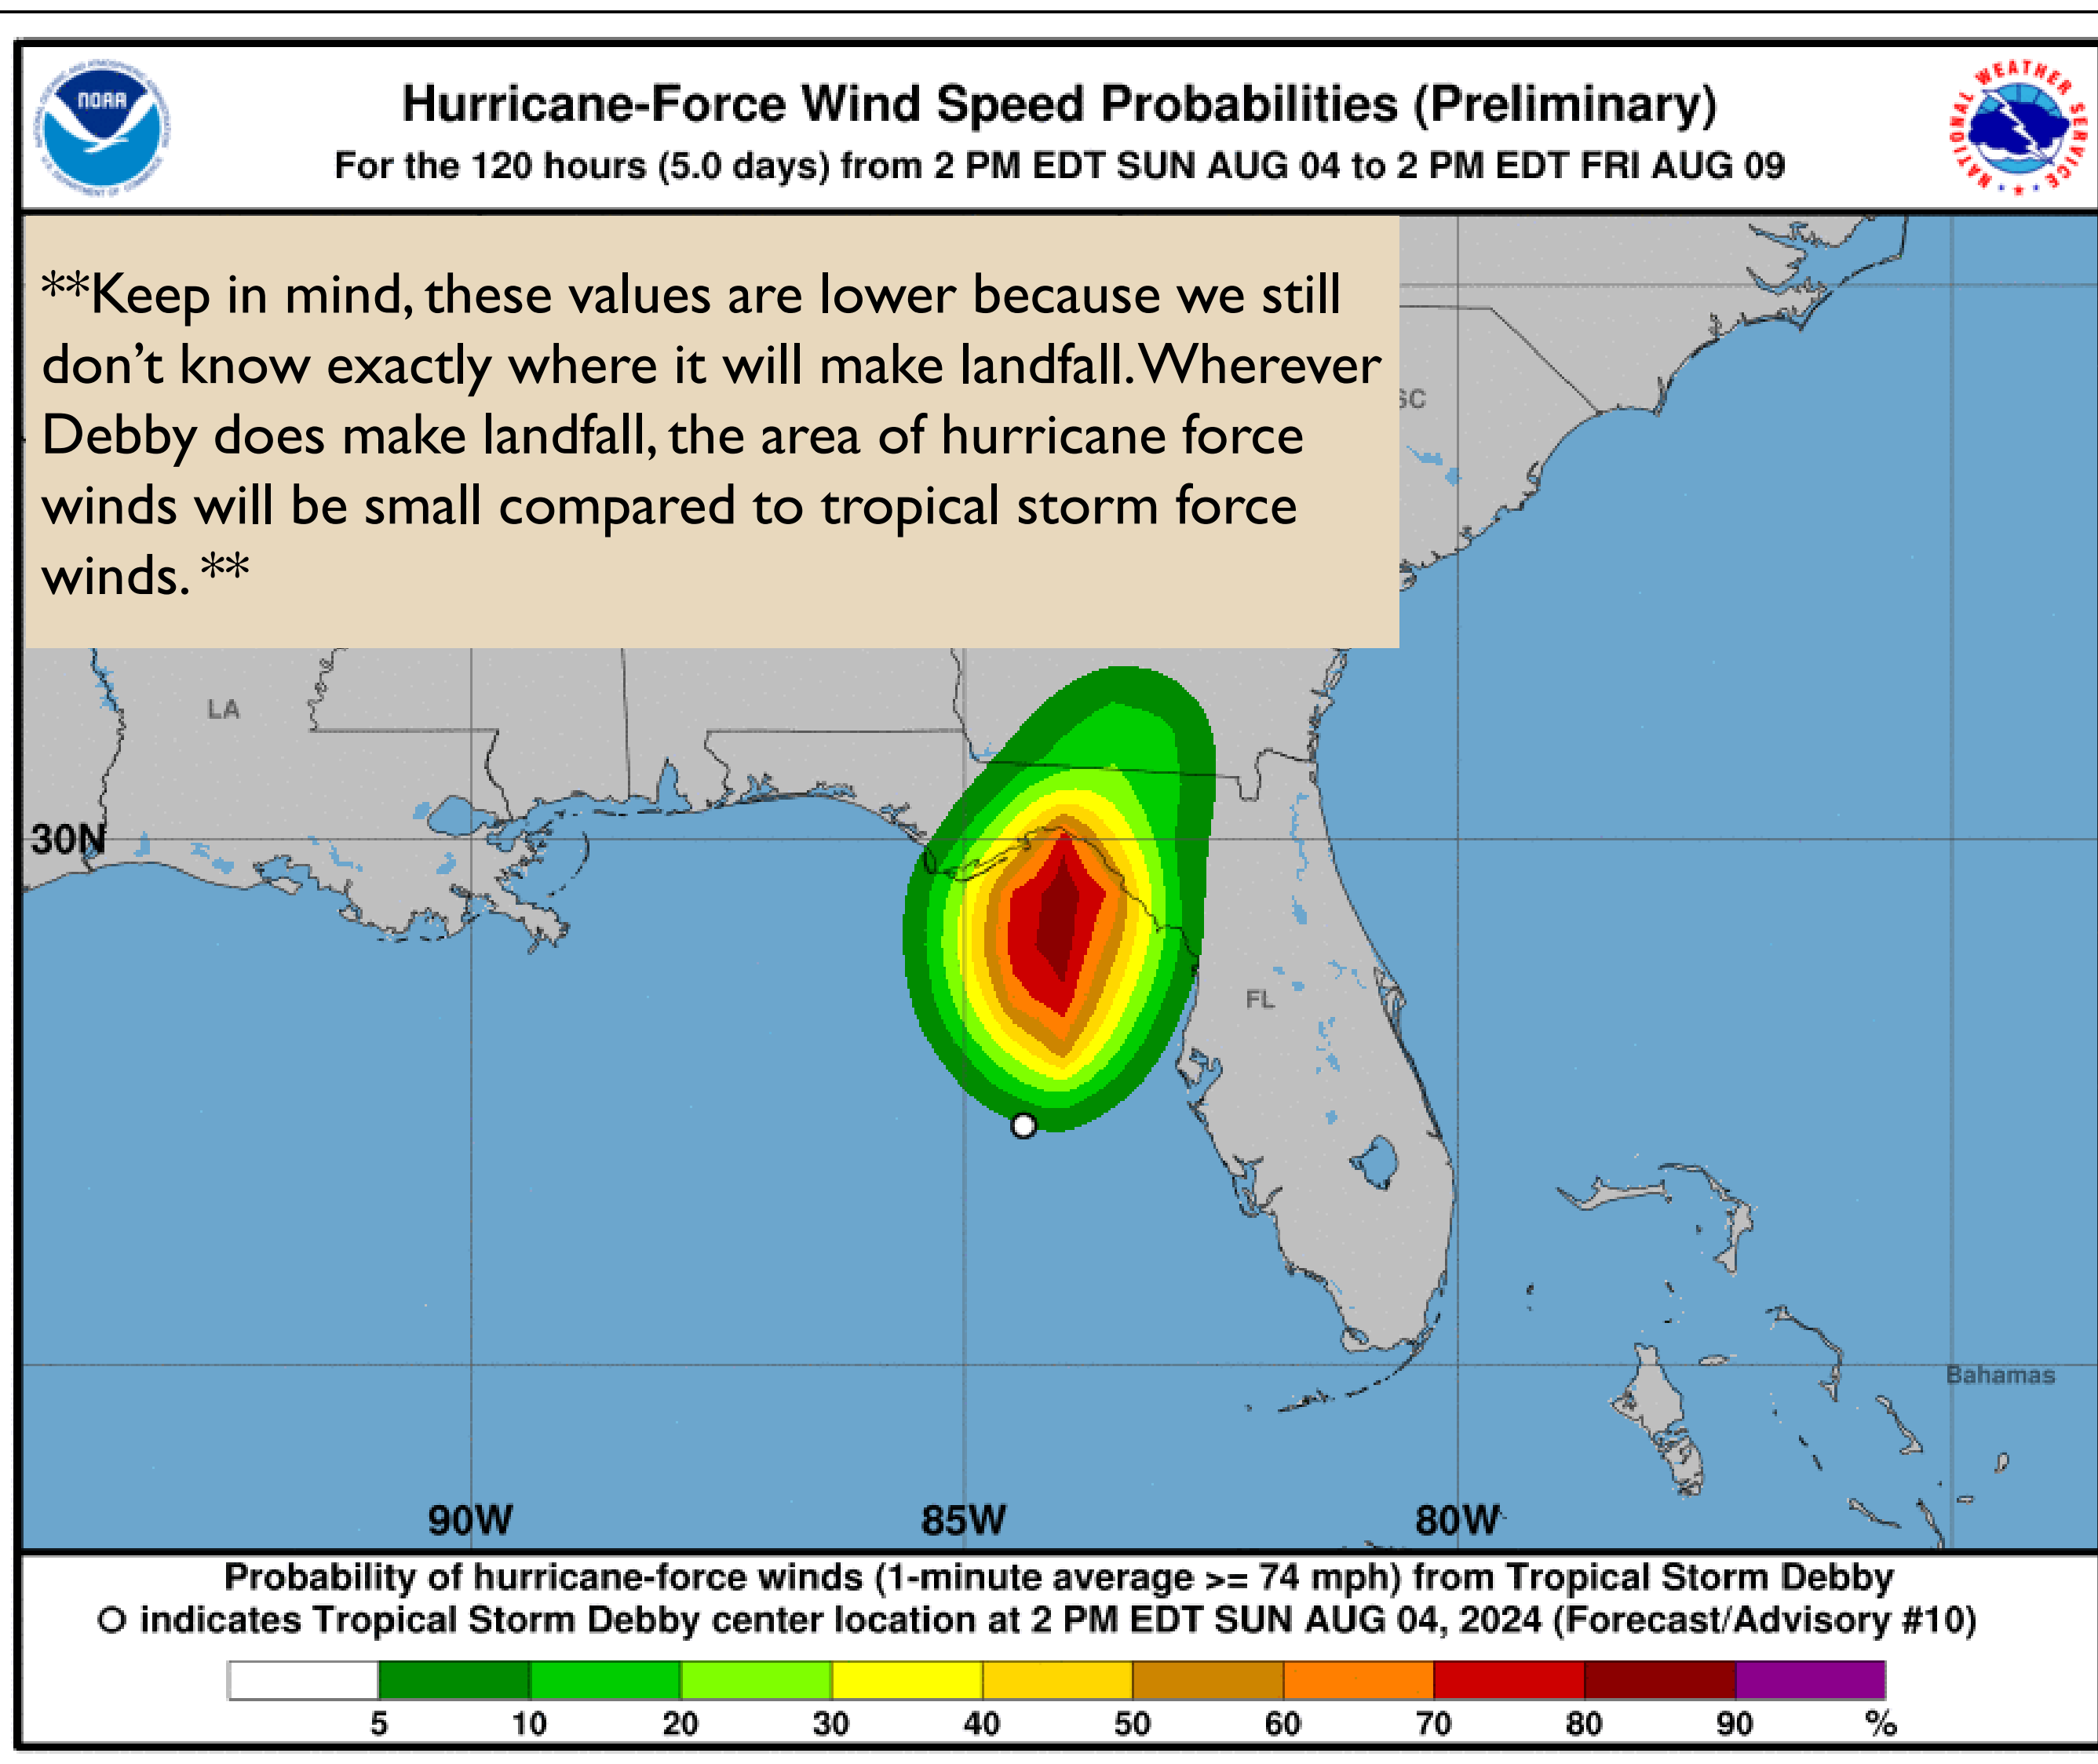 NOAA
Hurricane-Force Wind Speed Probabilities (Preliminary)
For the 120 hours (5.0 days) from 2 PM EDT SUN AUG 04 to 2 PM EDT FRI AUG 09
NATIONAL WEATHER SERVICE
**Keep in mind, these values are lower because we still
don't know exactly where it will make landfall. Wherever
Debby does make landfall, the area of hurricane force
winds will be small compared to tropical storm force
winds. **
SC
LA
30N
FL
Bahamas
90W 85W 80W
Probability of hurricane-force winds (1-minute average >= 74 mph) from Tropical Storm Debby
O indicates Tropical Storm Debby center location at 2 PM EDT SUN AUG 04, 2024 (Forecast/Advisory #10)
5 10 20 30 40 50 60 70 80 90 %